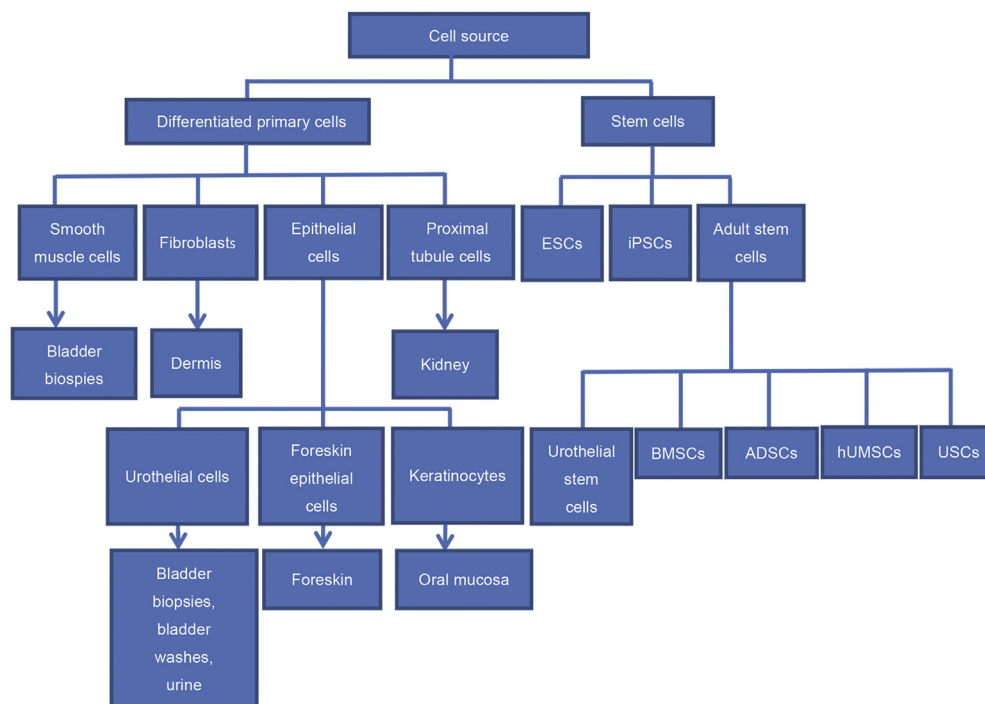 Cell source
Differentiated primary cells
Stem cells
Smooth
muscle cells
Fibroblasts
Epithelial
cells
Proximal
tubule cells
ESCs
iPSCs
Adult stem
cells
Bladder
biospies
Dermis
Kidney
Urothelial cells
Foreskin
epithelial
cells
Keratinocytes
Urothelial
stem
cells
BMSCs
ADSCs
hUMSCs
USCs
Bladder
biopsies,
bladder
washes,
urine
Foreskin
Oral mucosa